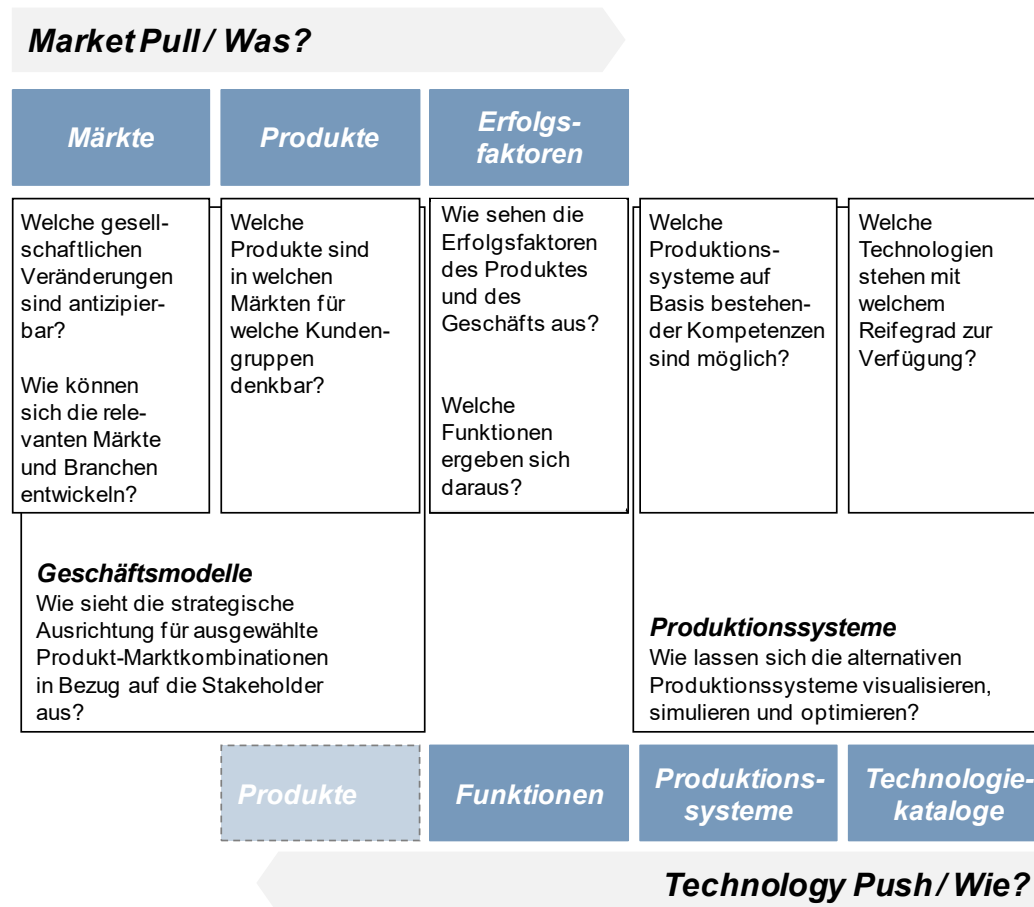 Market Pull / Was?
Märkte
Produkte
Erfolgs-
faktoren
Welche gesell-
schaftlichen
Veränderungen
sind antizipier-
bar?
Wie können
sich die rele-
vanten Märkte
und Branchen
entwickeln?
Welche
Produkte sind
in welchen
Märkten für
welche Kunden-
gruppen
denkbar?
Wie sehen die
Erfolgsfaktoren
des Produktes
und des
Geschäfts aus?
Welche
Funktionen
ergeben sich
daraus?
Welche
Produktions-
systeme auf
Basis bestehen-
der Kompetenzen
sind möglich?
Welche
Technologien
stehen mit
welchem
Reifegrad zur
Verfügung?
Geschäftsmodelle
Wie sieht die strategische
Ausrichtung für ausgewählte
Produkt-Marktkombinationen
in Bezug auf die Stakeholder
aus?
Produktionssysteme
Wie lassen sich die alternativen
Produktionssysteme visualisieren,
simulieren und optimieren?
Produkte
Funktionen
Produktions-
systeme
Technologie-
kataloge
Technology Push / Wie?